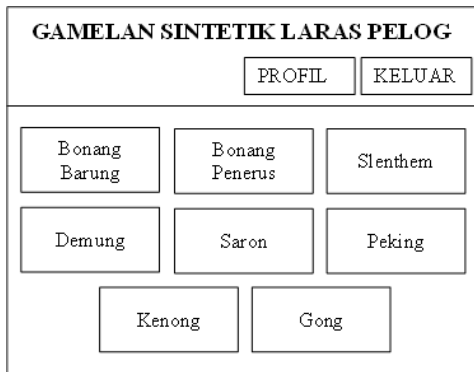 GAMELAN SINTETIK LARAS PELOG
PROFIL KELUAR
Bonang
Barung
Bonang
Penerus
Slenthem
Demung
Saron
Peking
Kenong
Gong